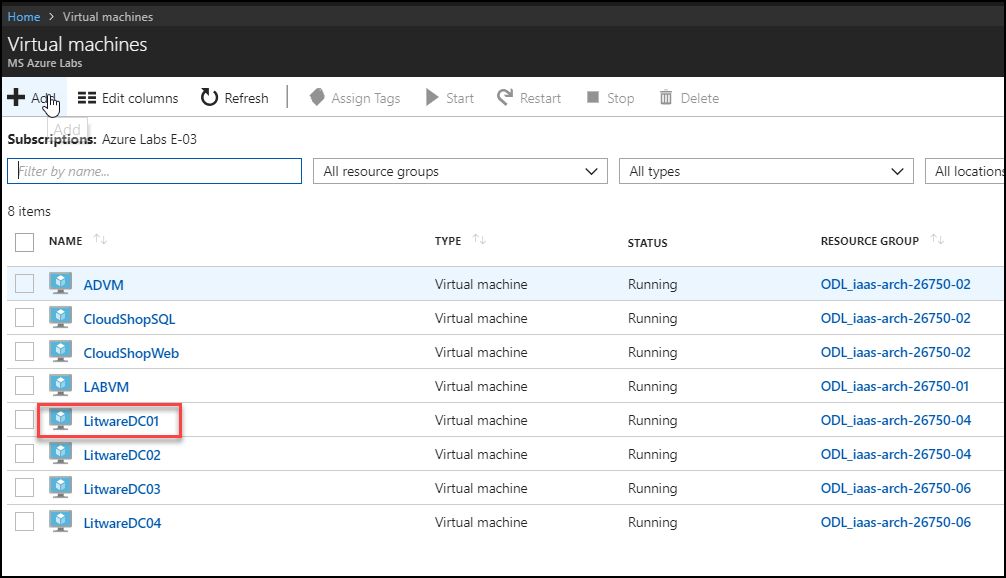 Home > Virtual machines
Virtual machines
MS Azure Labs
Add Edit columns Refresh Assign Tags Start Restart Stop Delete
Add
Subscriptions: Azure Labs E-03
Filter by name... All resource groups All types All locations
8 items
NAME TYPE STATUS RESOURCE GROUP
ADVM Virtual machine Running ODL_iaas-arch-26750-02
CloudShopSQL Virtual machine Running ODL_iaas-arch-26750-02
CloudShopWeb Virtual machine Running ODL_iaas-arch-26750-02
LABVM Virtual machine Running ODL_iaas-arch-26750-01
LitwareDC01 Virtual machine Running ODL_iaas-arch-26750-04
LitwareDC02 Virtual machine Running ODL_iaas-arch-26750-04
LitwareDC03 Virtual machine Running ODL_iaas-arch-26750-06
LitwareDC04 Virtual machine Running ODL_iaas-arch-26750-06